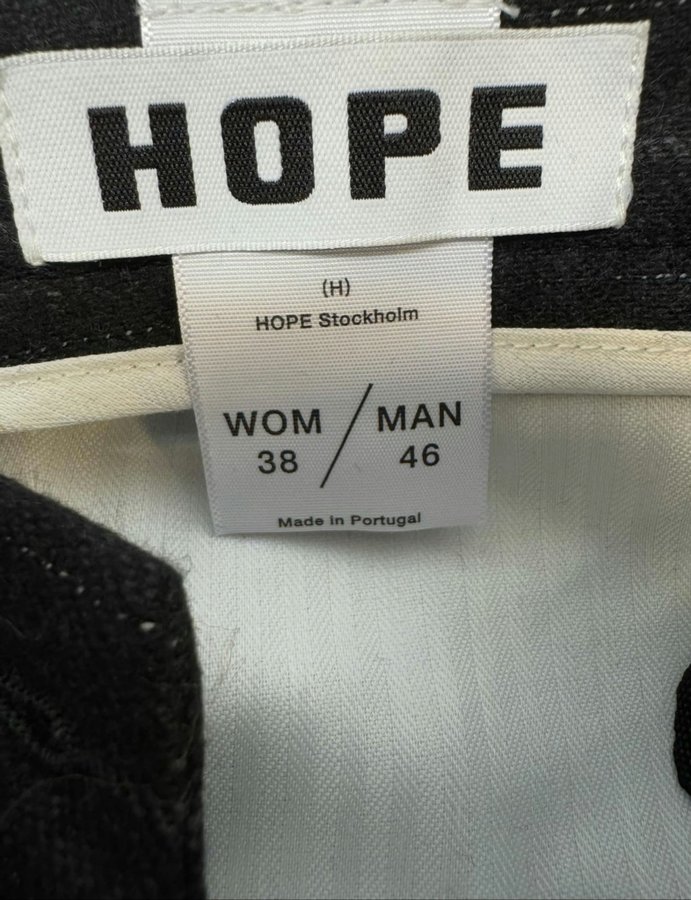 HOPE
(H)
HOPE Stockholm
WOM / MAN
38 / 46
Made in Portugal